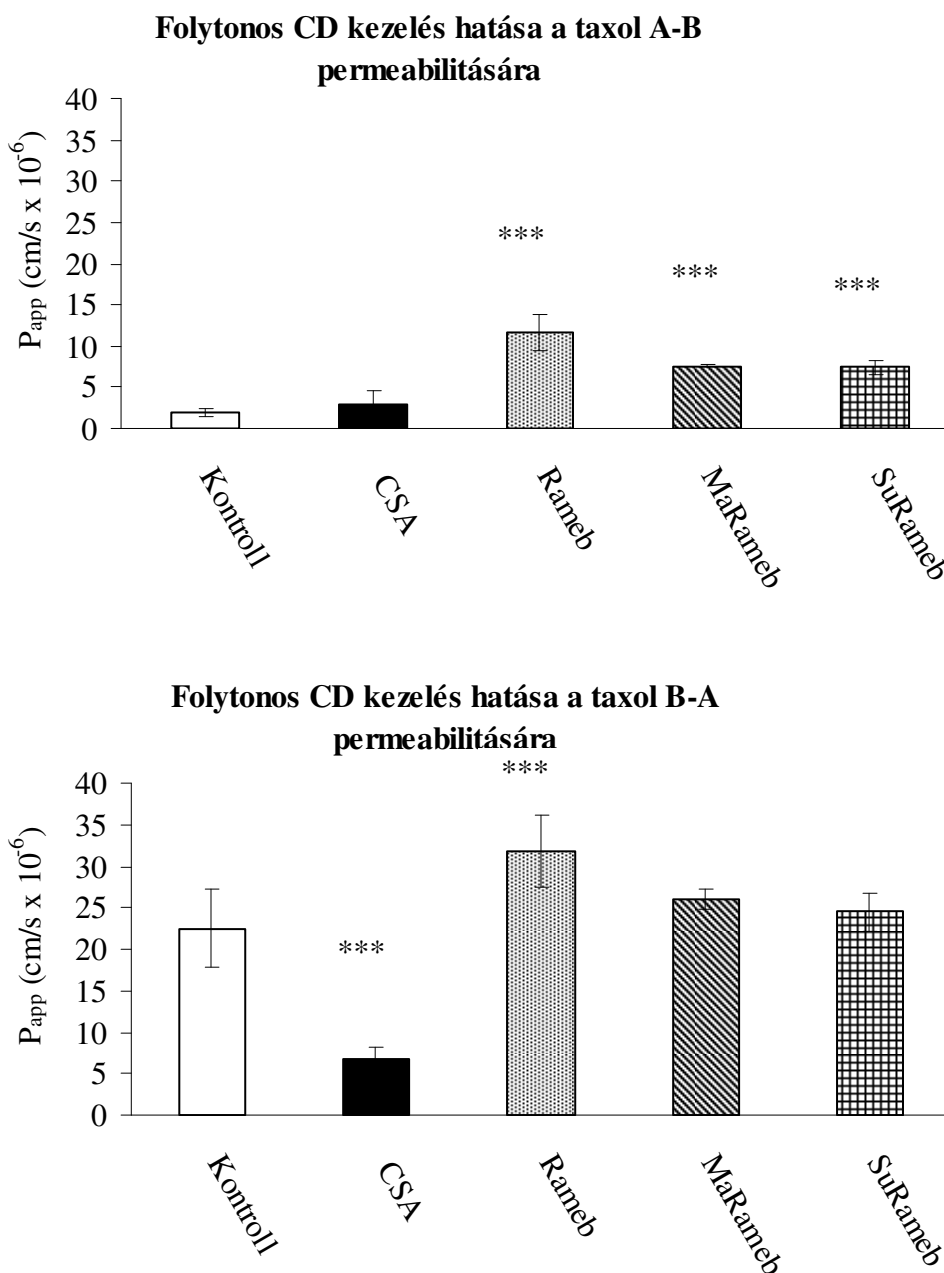 Folytonos CD kezelés hatása a taxol A-B
permeabilitására
40
35
30
25
20
15
10
5
0
Papp (cm/s x 10-6)
***
***
***
Kontroll
CSA
Rameb
MaRameb
SuRameb
Folytonos CD kezelés hatása a taxol B-A
permeabilitására
40
35
30
25
20
15
10
5
0
Papp (cm/s x 10-6)
***
***
Kontroll
CSA
Rameb
MaRameb
SuRameb